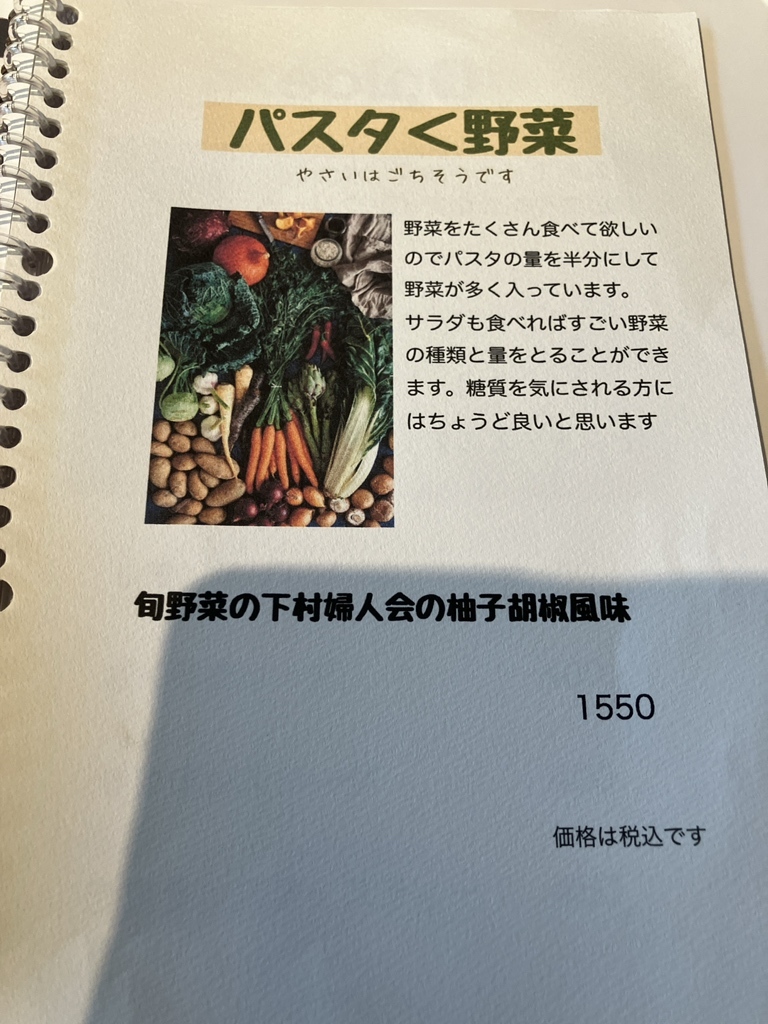 パスタく野菜
やさいはごちそうです
野菜をたくさん食べて欲しい
のでパスタの量を半分にして
野菜が多く入っています。
サラダも食べればすごい野菜
の種類と量をとることができ
ます。糖質を気にされる方に
はちょうど良いと思います
旬野菜の下村婦人会の柚子胡椒風味
1550
価格は税込です